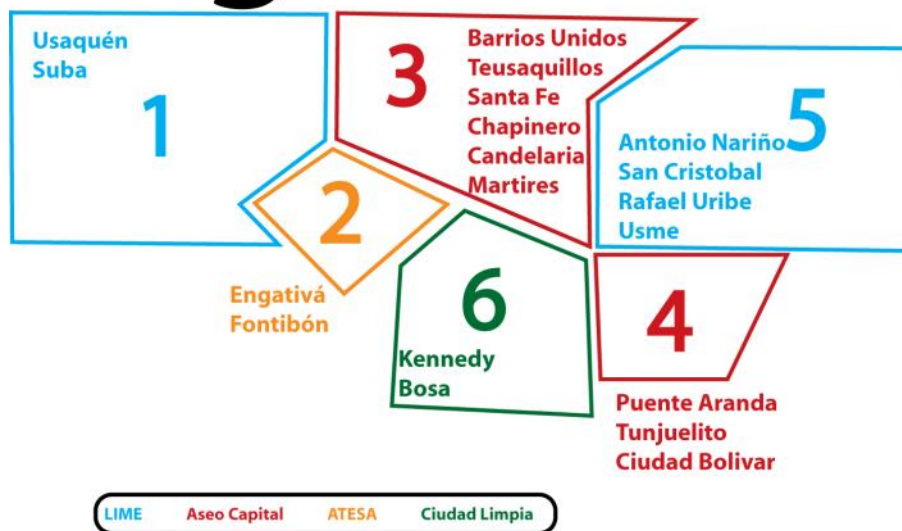 Usaquén
Suba
1
3
Barrios Unidos
Teusaquillos
Santa Fe
Chapinero
Candelaria
Martires
5
Antonio Nariño
San Cristobal
Rafael Uribe
Usme
2
Engativá
Fontibón
6
Kennedy
Bosa
4
Puente Aranda
Tunjuelito
Ciudad Bolivar
LIME Aseo Capital ATESA Ciudad Limpia